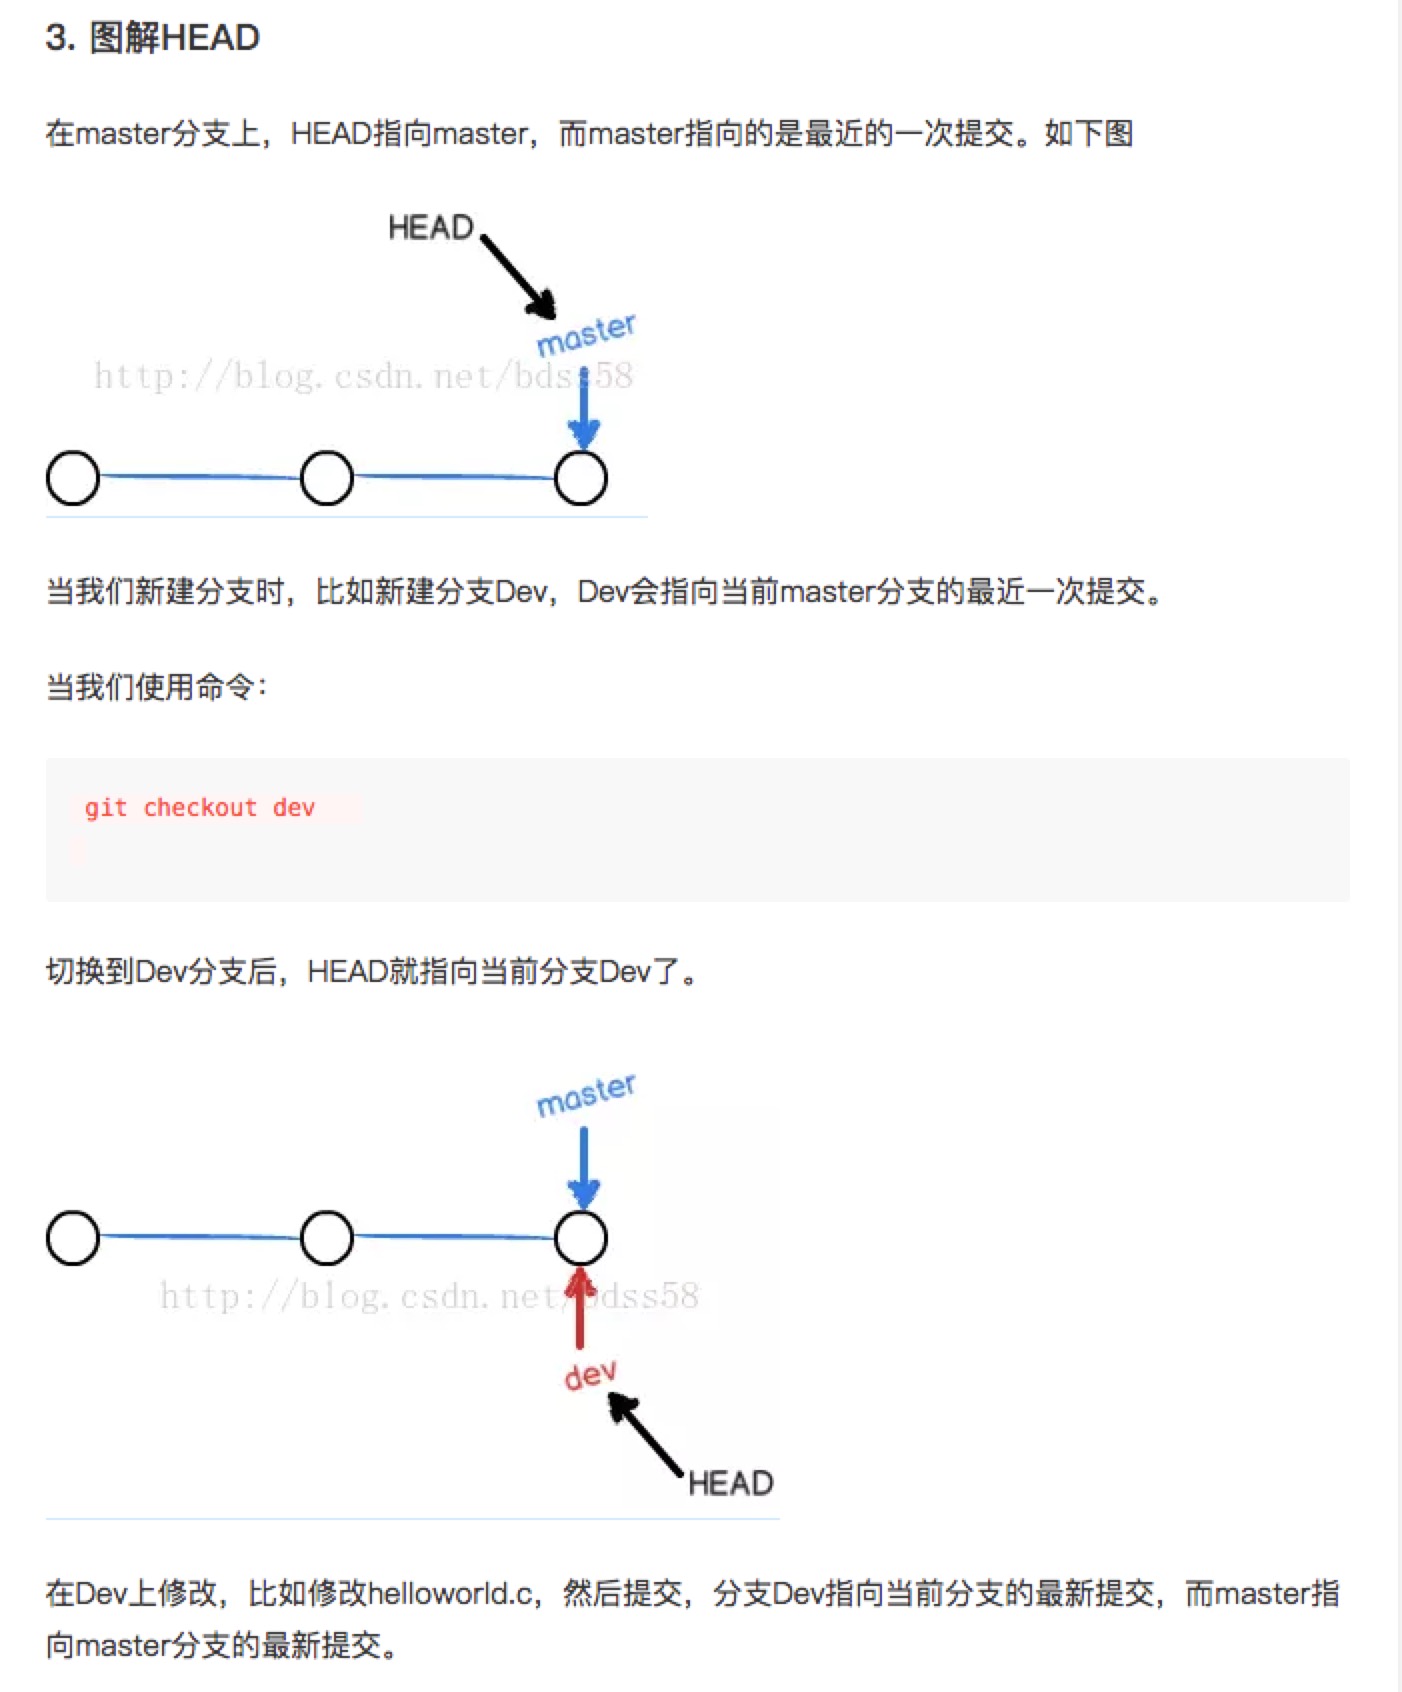 3. 图解HEAD
在master分支上，HEAD指向master，而master指向的是最近的一次提交。如下图
HEAD
master
http://blog.csdn.net/bdss58
当我们新建分支时，比如新建分支Dev，Dev会指向当前master分支的最近一次提交。
当我们使用命令：
git checkout dev
切换到Dev分支后，HEAD就指向当前分支Dev了。
master
http://blog.csdn.net/bdss58
dev
HEAD
在Dev上修改，比如修改helloworld.c，然后提交，分支Dev指向当前分支的最新提交，而master指
向master分支的最新提交。